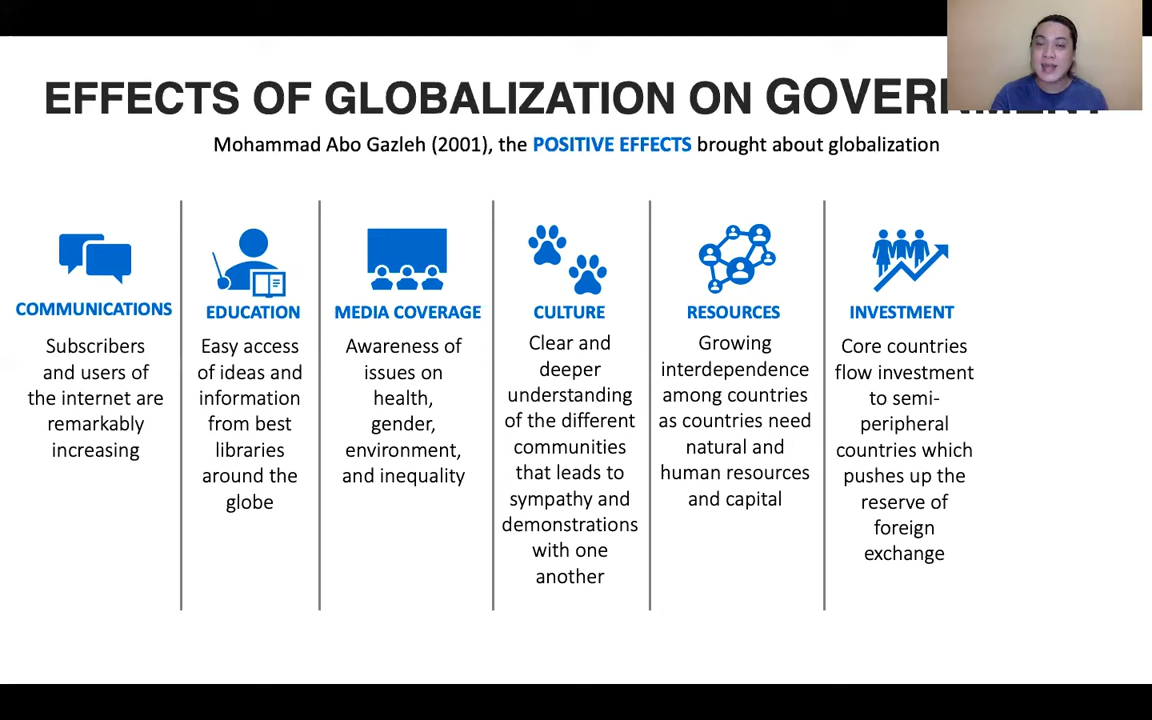 EFFECTS OF GLOBALIZATION ON GOVERNMENT
Mohammad Abo Gazleh (2001), the POSITIVE EFFECTS brought about globalization
COMMUNICATIONS
Subscribers
and users of
the internet are
remarkably
increasing
EDUCATION
Easy access
of ideas and
information
from best
libraries
around the
globe
MEDIA COVERAGE
Awareness of
issues on
health,
gender,
environment,
and inequality
CULTURE
Clear and
deeper
understanding
of the different
communities
that leads to
sympathy and
demonstrations
with one
another
RESOURCES
Growing
interdependence
among countries
as countries need
natural and
human resources
and capital
INVESTMENT
Core countries
flow investment
to semi-
peripheral
countries which
pushes up the
reserve of
foreign
exchange